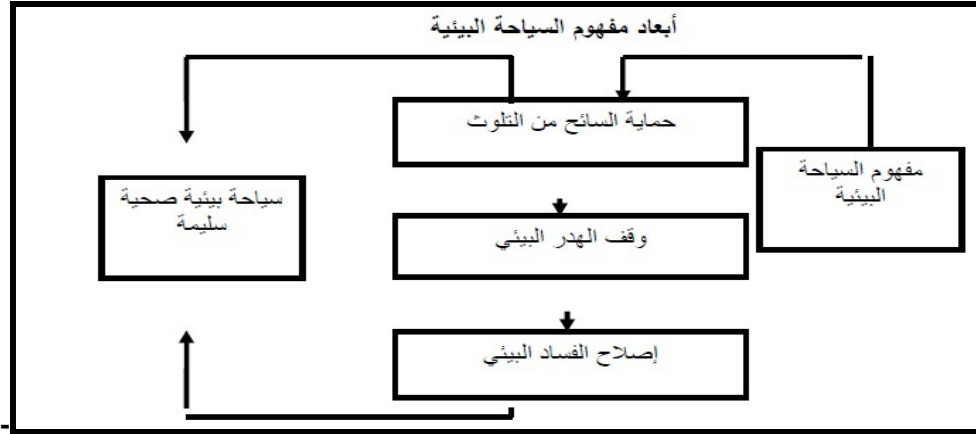 أبعاد مفهوم السياحة البيئية
حماية السائح من التلوث
مفهوم السياحة
البيئية
سياحة بيئية صحية
سليمة
وقف الهدر البيئي
إصلاح الفساد البيئي
-